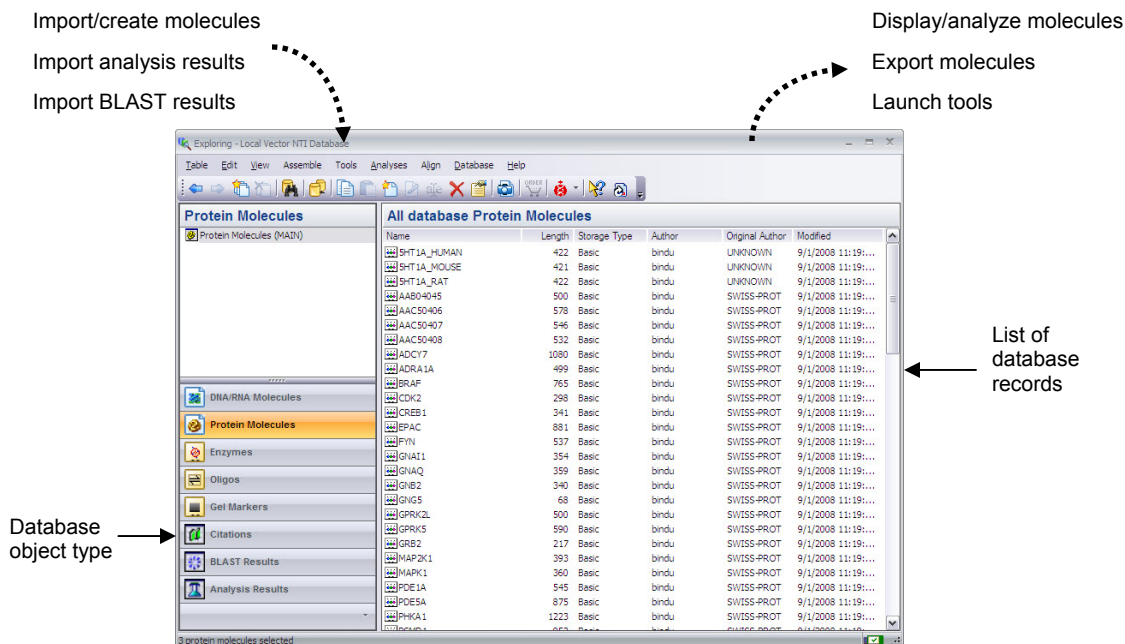 Import/create molecules
Import analysis results
Import BLAST results
Display/analyze molecules
Export molecules
Launch tools
Exploring - Local Vector NTI Database
Table Edit View Assemble Tools Analyses Align Database Help
ORDER
Protein Molecules
Protein Molecules (MAIN)
All database Protein Molecules
Name Length Storage Type Author Original Author Modified
5HT1A_HUMAN 422 Basic bindu UNKNOWN 9/1/2008 11:19:...
5HT1A_MOUSE 421 Basic bindu UNKNOWN 9/1/2008 11:19:...
5HT1A_RAT 422 Basic bindu UNKNOWN 9/1/2008 11:19:...
AAB04045 500 Basic bindu SWISS-PROT 9/1/2008 11:19:...
AAC50406 578 Basic bindu SWISS-PROT 9/1/2008 11:19:...
AAC50407 546 Basic bindu SWISS-PROT 9/1/2008 11:19:...
AAC50408 532 Basic bindu SWISS-PROT 9/1/2008 11:19:...
ADCY7 1080 Basic bindu SWISS-PROT 9/1/2008 11:19:...
ADRA1A 499 Basic bindu SWISS-PROT 9/1/2008 11:19:...
BRAF 765 Basic bindu SWISS-PROT 9/1/2008 11:19:...
CDK2 298 Basic bindu SWISS-PROT 9/1/2008 11:19:...
CREB1 341 Basic bindu SWISS-PROT 9/1/2008 11:19:...
EPAC 881 Basic bindu SWISS-PROT 9/1/2008 11:19:...
FYN 537 Basic bindu SWISS-PROT 9/1/2008 11:19:...
GNAI1 354 Basic bindu SWISS-PROT 9/1/2008 11:19:...
GNAQ 359 Basic bindu SWISS-PROT 9/1/2008 11:19:...
GNB2 340 Basic bindu SWISS-PROT 9/1/2008 11:19:...
GNG5 68 Basic bindu SWISS-PROT 9/1/2008 11:19:...
GPRK2L 500 Basic bindu SWISS-PROT 9/1/2008 11:19:...
GPRK5 590 Basic bindu SWISS-PROT 9/1/2008 11:19:...
GRB2 217 Basic bindu SWISS-PROT 9/1/2008 11:19:...
MAP2K1 393 Basic bindu SWISS-PROT 9/1/2008 11:19:...
MAPK1 360 Basic bindu SWISS-PROT 9/1/2008 11:19:...
PDE1A 545 Basic bindu SWISS-PROT 9/1/2008 11:19:...
PDE5A 875 Basic bindu SWISS-PROT 9/1/2008 11:19:...
PHKA1 1223 Basic bindu SWISS-PROT 9/1/2008 11:19:...
DNA/RNA Molecules
Protein Molecules
Enzymes
Oligos
Gel Markers
Citations
BLAST Results
Analysis Results
3 protein molecules selected
List of
database
records
Database
object type